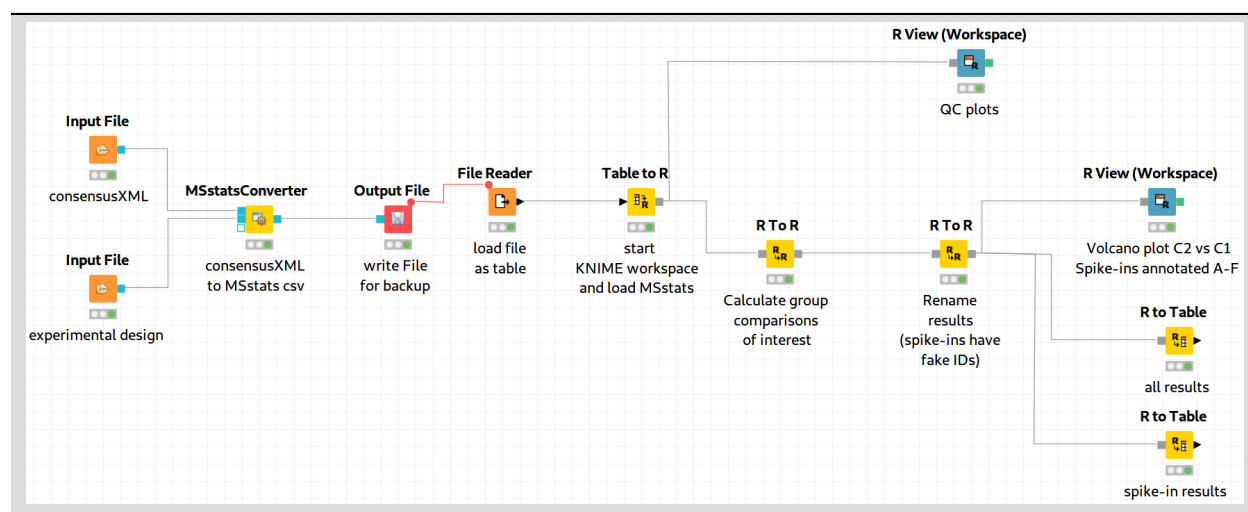 R View (Workspace)
QC plots
Input File
consensusXML
MSstatsConverter
consensusXML
to MSstats csv
Input File
experimental design
Output File
write File
for backup
File Reader
load file
as table
Table to R
start
KNIME workspace
and load MSstats
R To R
Calculate group
comparisons
of interest
R To R
Rename
results
(spike-ins have
fake IDs)
R View (Workspace)
Volcano plot C2 vs C1
Spike-ins annotated A-F
R to Table
all results
R to Table
spike-in results